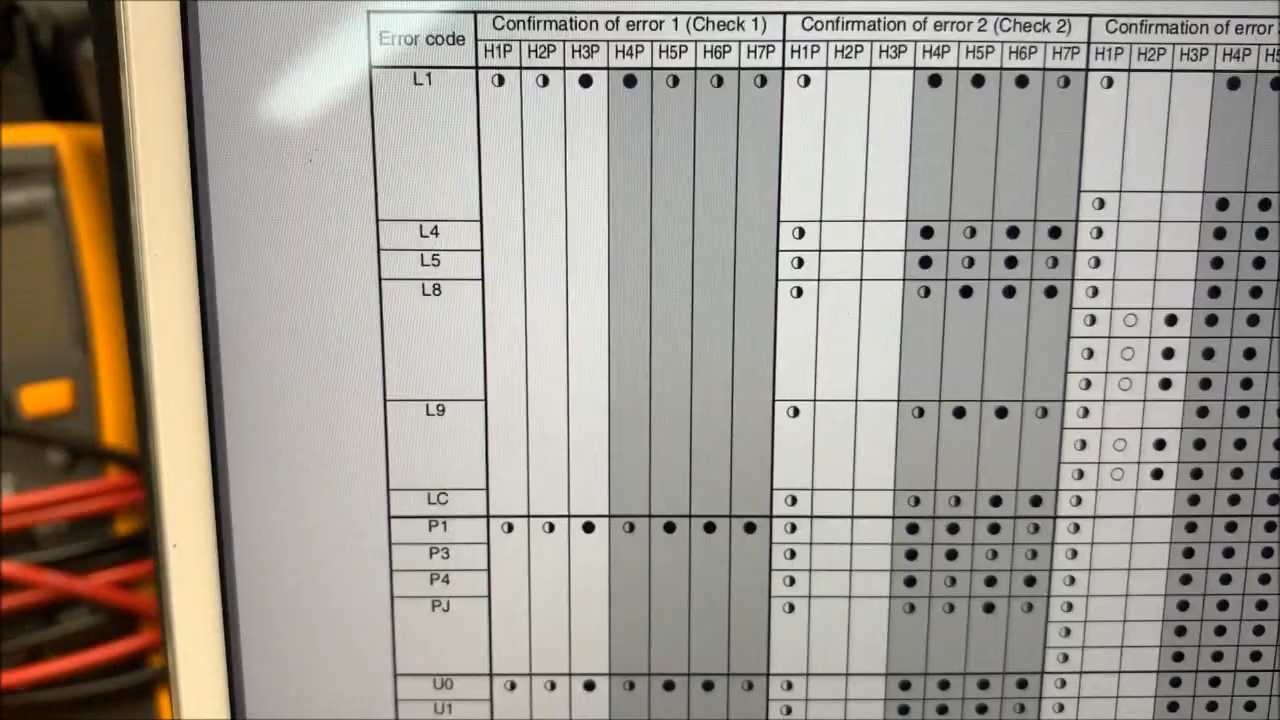 Error code Confirmation of error 1 (Check 1) Confirmation of error 2 (Check 2) Confirmation of error
H1P H2P H3P H4P H5P H6P H7P H1P H2P H3P H4P H5P H6P H7P H1P H2P H3P H4P
L1
L4
L5
L8
L9
LC
P1
P3
P4
PJ
U0
U1